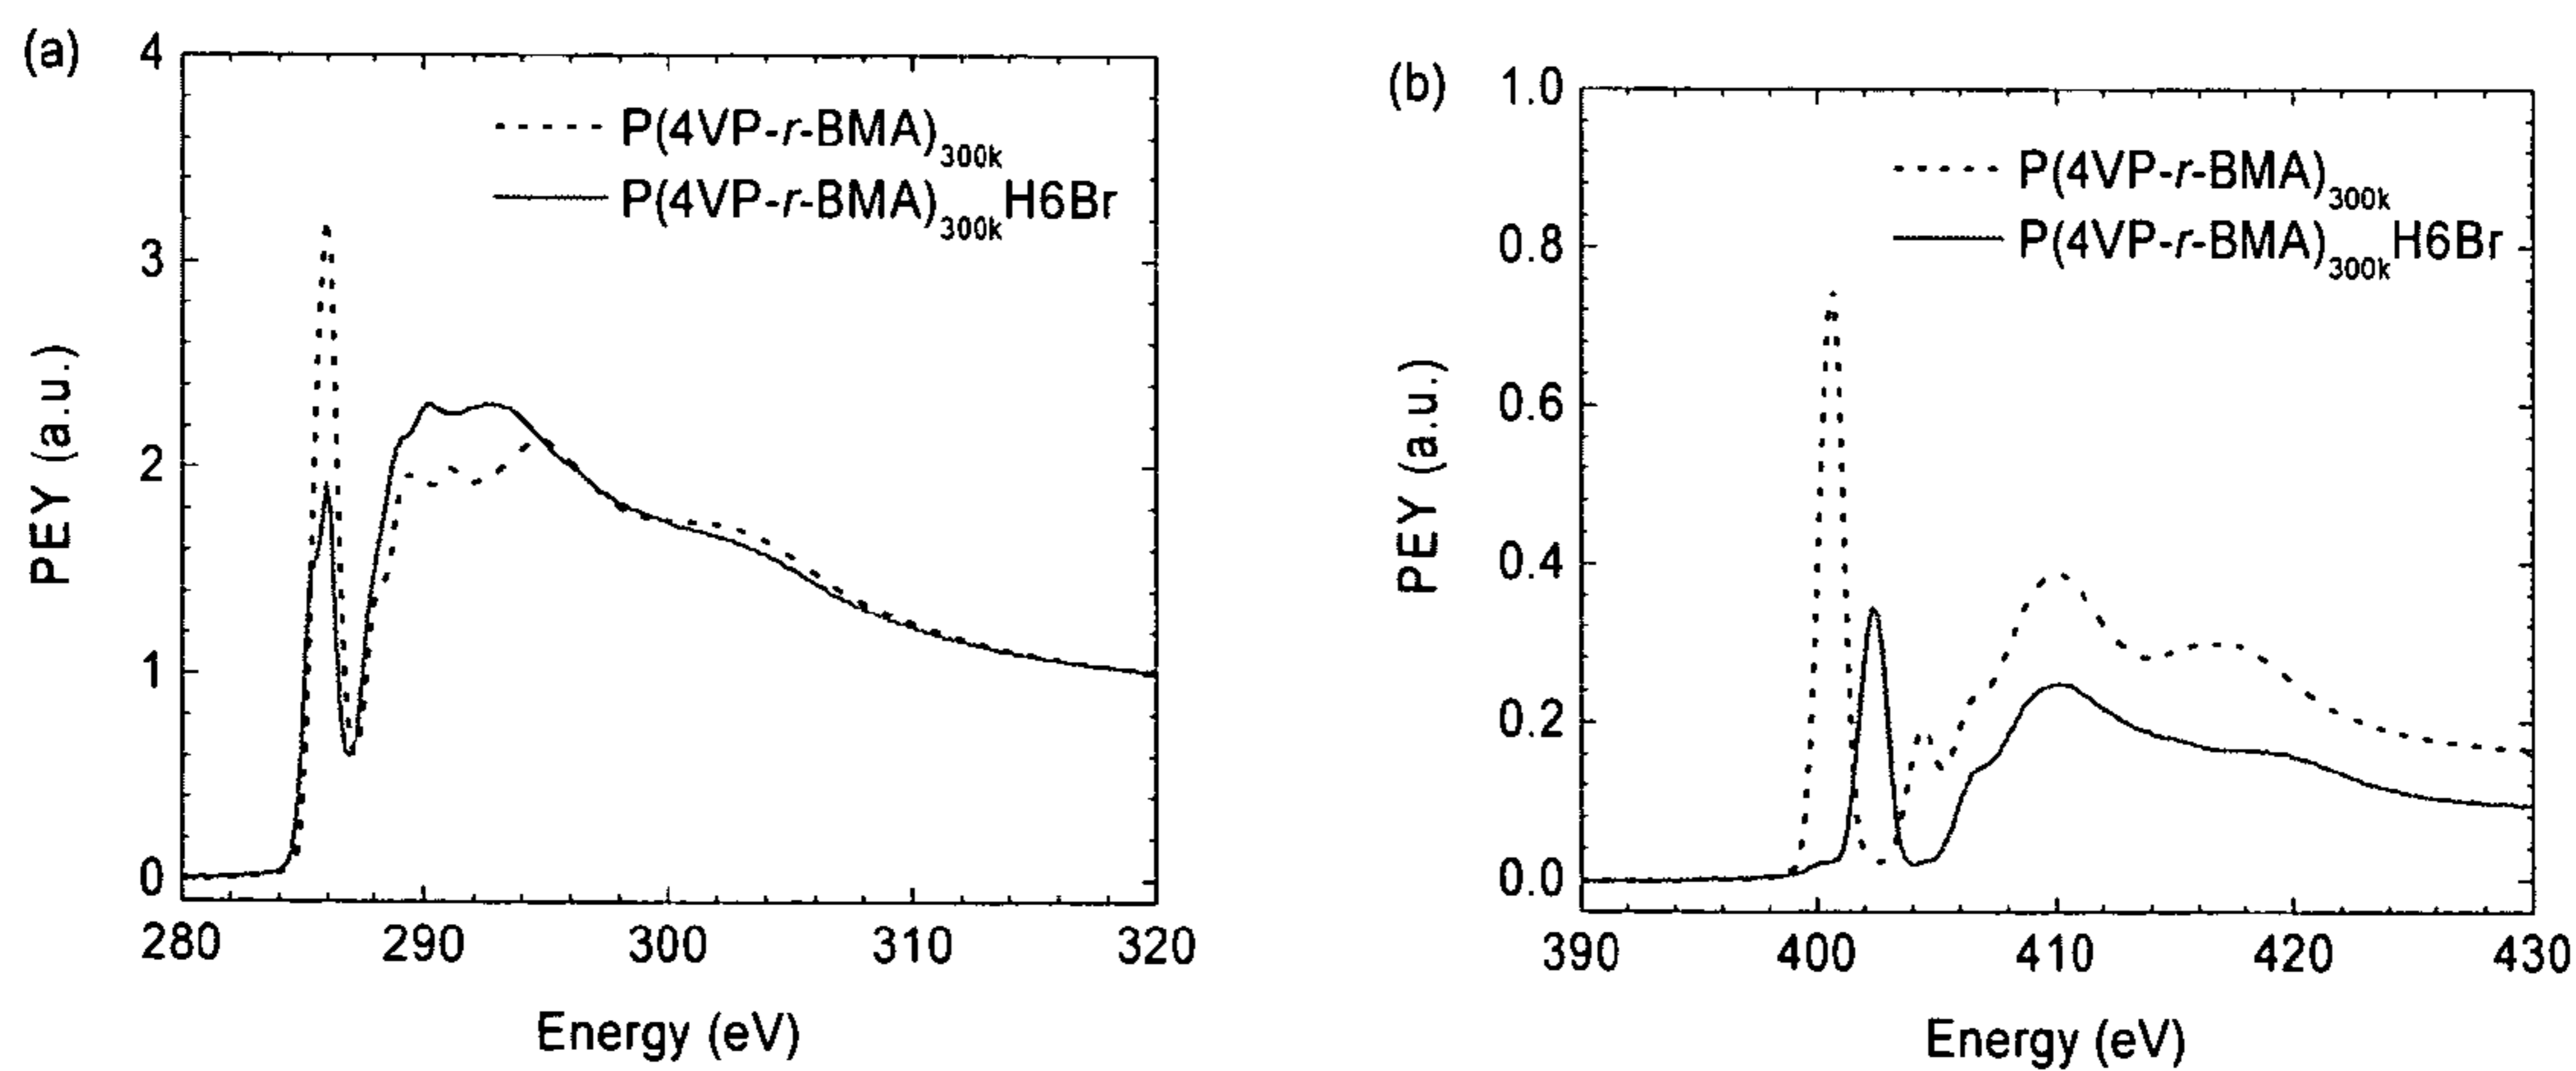 (a)
4
3
2
1
0
PEY (a.u.)
P(4VP-r-BMA)300k
P(4VP-r-BMA)300kH6Br
280 290 300 310 320
Energy (eV)
(b)
1.0
0.8
0.6
0.4
0.2
0.0
PEY (a.u.)
P(4VP-r-BMA)300k
P(4VP-r-BMA)300kH6Br
390 400 410 420 430
Energy (eV)